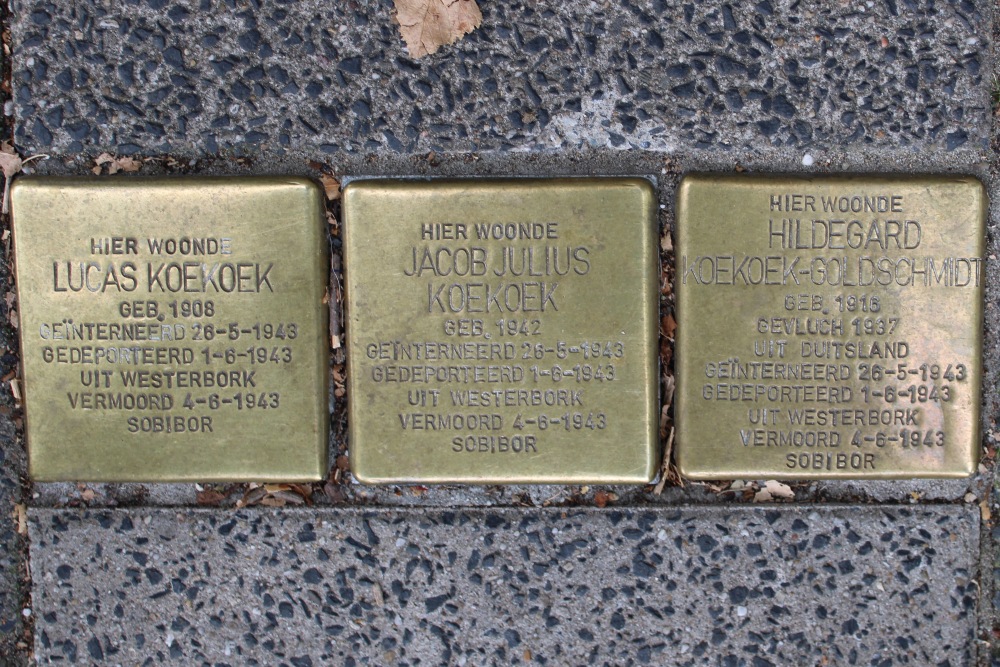 HIER WOONDE
LUCAS KOEKOEK
GEB. 1908
GEÏNTERNEERD 26-5-1943
GEDEPORTEERD 1-6-1943
UIT WESTERBORK
VERMOORD 4-6-1943
SOBIBOR
HIER WOONDE
JACOB JULIUS
KOEKOEK
GEB. 1942
GEÏNTERNEERD 26-5-1943
GEDEPORTEERD 1-6-1943
UIT WESTERBORK
VERMOORD 4-6-1943
SOBIBOR
HIER WOONDE
HILDEGARD
KOEKOEK-GOLDSCHMIDT
GEB. 1916
GEVLUCH 1937
UIT DUITSLAND
GEÏNTERNEERD 26-5-1943
GEDEPORTEERD 1-6-1943
UIT WESTERBORK
VERMOORD 4-6-1943
SOBIBOR